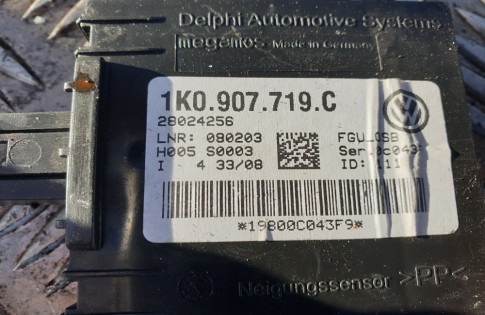 Delphi Automotive Systems
megamos Made in Germany
1K0.907.719.C
28024256
LNR: 080203
H005 S0003
I 4 33/08
ID:
*19800C043F9*
Neigungssensor >PP<